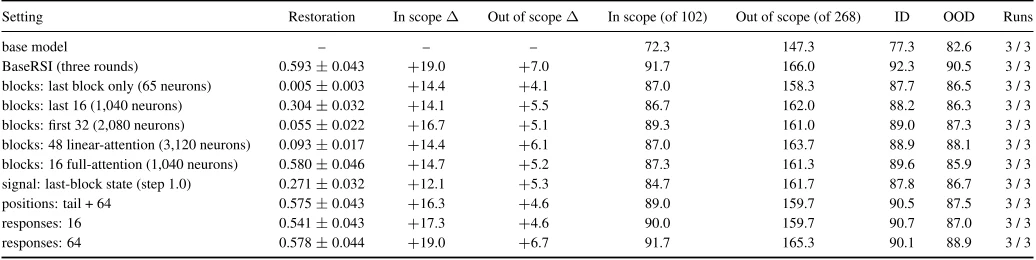 Setting Restoration In scope Δ Out of scope Δ In scope (of 102) Out of scope (of 268) ID OOD Runs
base model – – – 72.3 147.3 77.3 82.6 3 / 3
BaseRSI (three rounds) 0.593 ± 0.043 +19.0 +7.0 91.7 166.0 92.3 90.5 3 / 3
blocks: last block only (65 neurons) 0.005 ± 0.003 +14.4 +4.1 87.0 158.3 87.7 86.5 3 / 3
blocks: last 16 (1,040 neurons) 0.304 ± 0.032 +14.1 +5.5 86.7 162.0 88.2 86.3 3 / 3
blocks: first 32 (2,080 neurons) 0.055 ± 0.022 +16.7 +5.1 89.3 161.0 89.0 87.3 3 / 3
blocks: 48 linear-attention (3,120 neurons) 0.093 ± 0.017 +14.4 +6.1 87.0 163.7 88.9 88.1 3 / 3
blocks: 16 full-attention (1,040 neurons) 0.580 ± 0.046 +14.7 +5.2 87.3 161.3 89.6 85.9 3 / 3
signal: last-block state (step 1.0) 0.271 ± 0.032 +12.1 +5.3 84.7 161.7 87.8 86.7 3 / 3
positions: tail + 64 0.575 ± 0.043 +16.3 +4.6 89.0 159.7 90.5 87.5 3 / 3
responses: 16 0.541 ± 0.043 +17.3 +4.6 90.0 159.7 90.7 87.0 3 / 3
responses: 64 0.578 ± 0.044 +19.0 +6.7 91.7 165.3 90.1 88.9 3 / 3